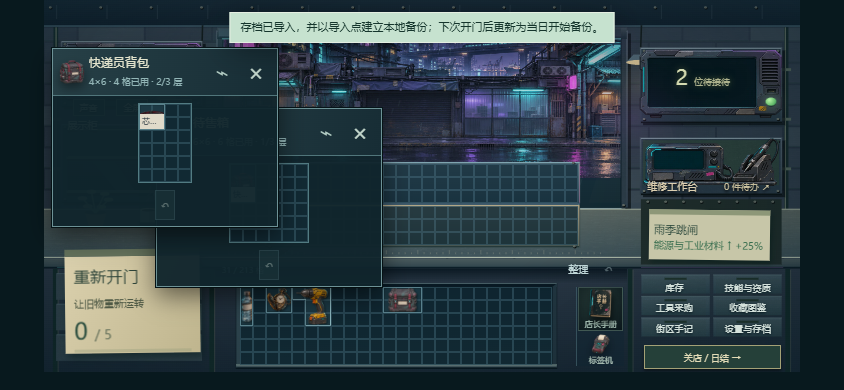 存档已导入，并以导入点建立本地备份；下次开门后更新为当日开始备份。
快递员背包
4×6 · 4 格已用 · 2/3 层
芯...
层
2 位待接待
维修工作台 0 件待办 ↗
雨季跳闸
能源与工业材料 ↑ +25%
重新开门
让旧物重新运转
0 / 5
整理
店长手册
标签机
库存
技能与资质
工具采购
收藏图鉴
街区手记
设置与存档
关店 / 日结 →